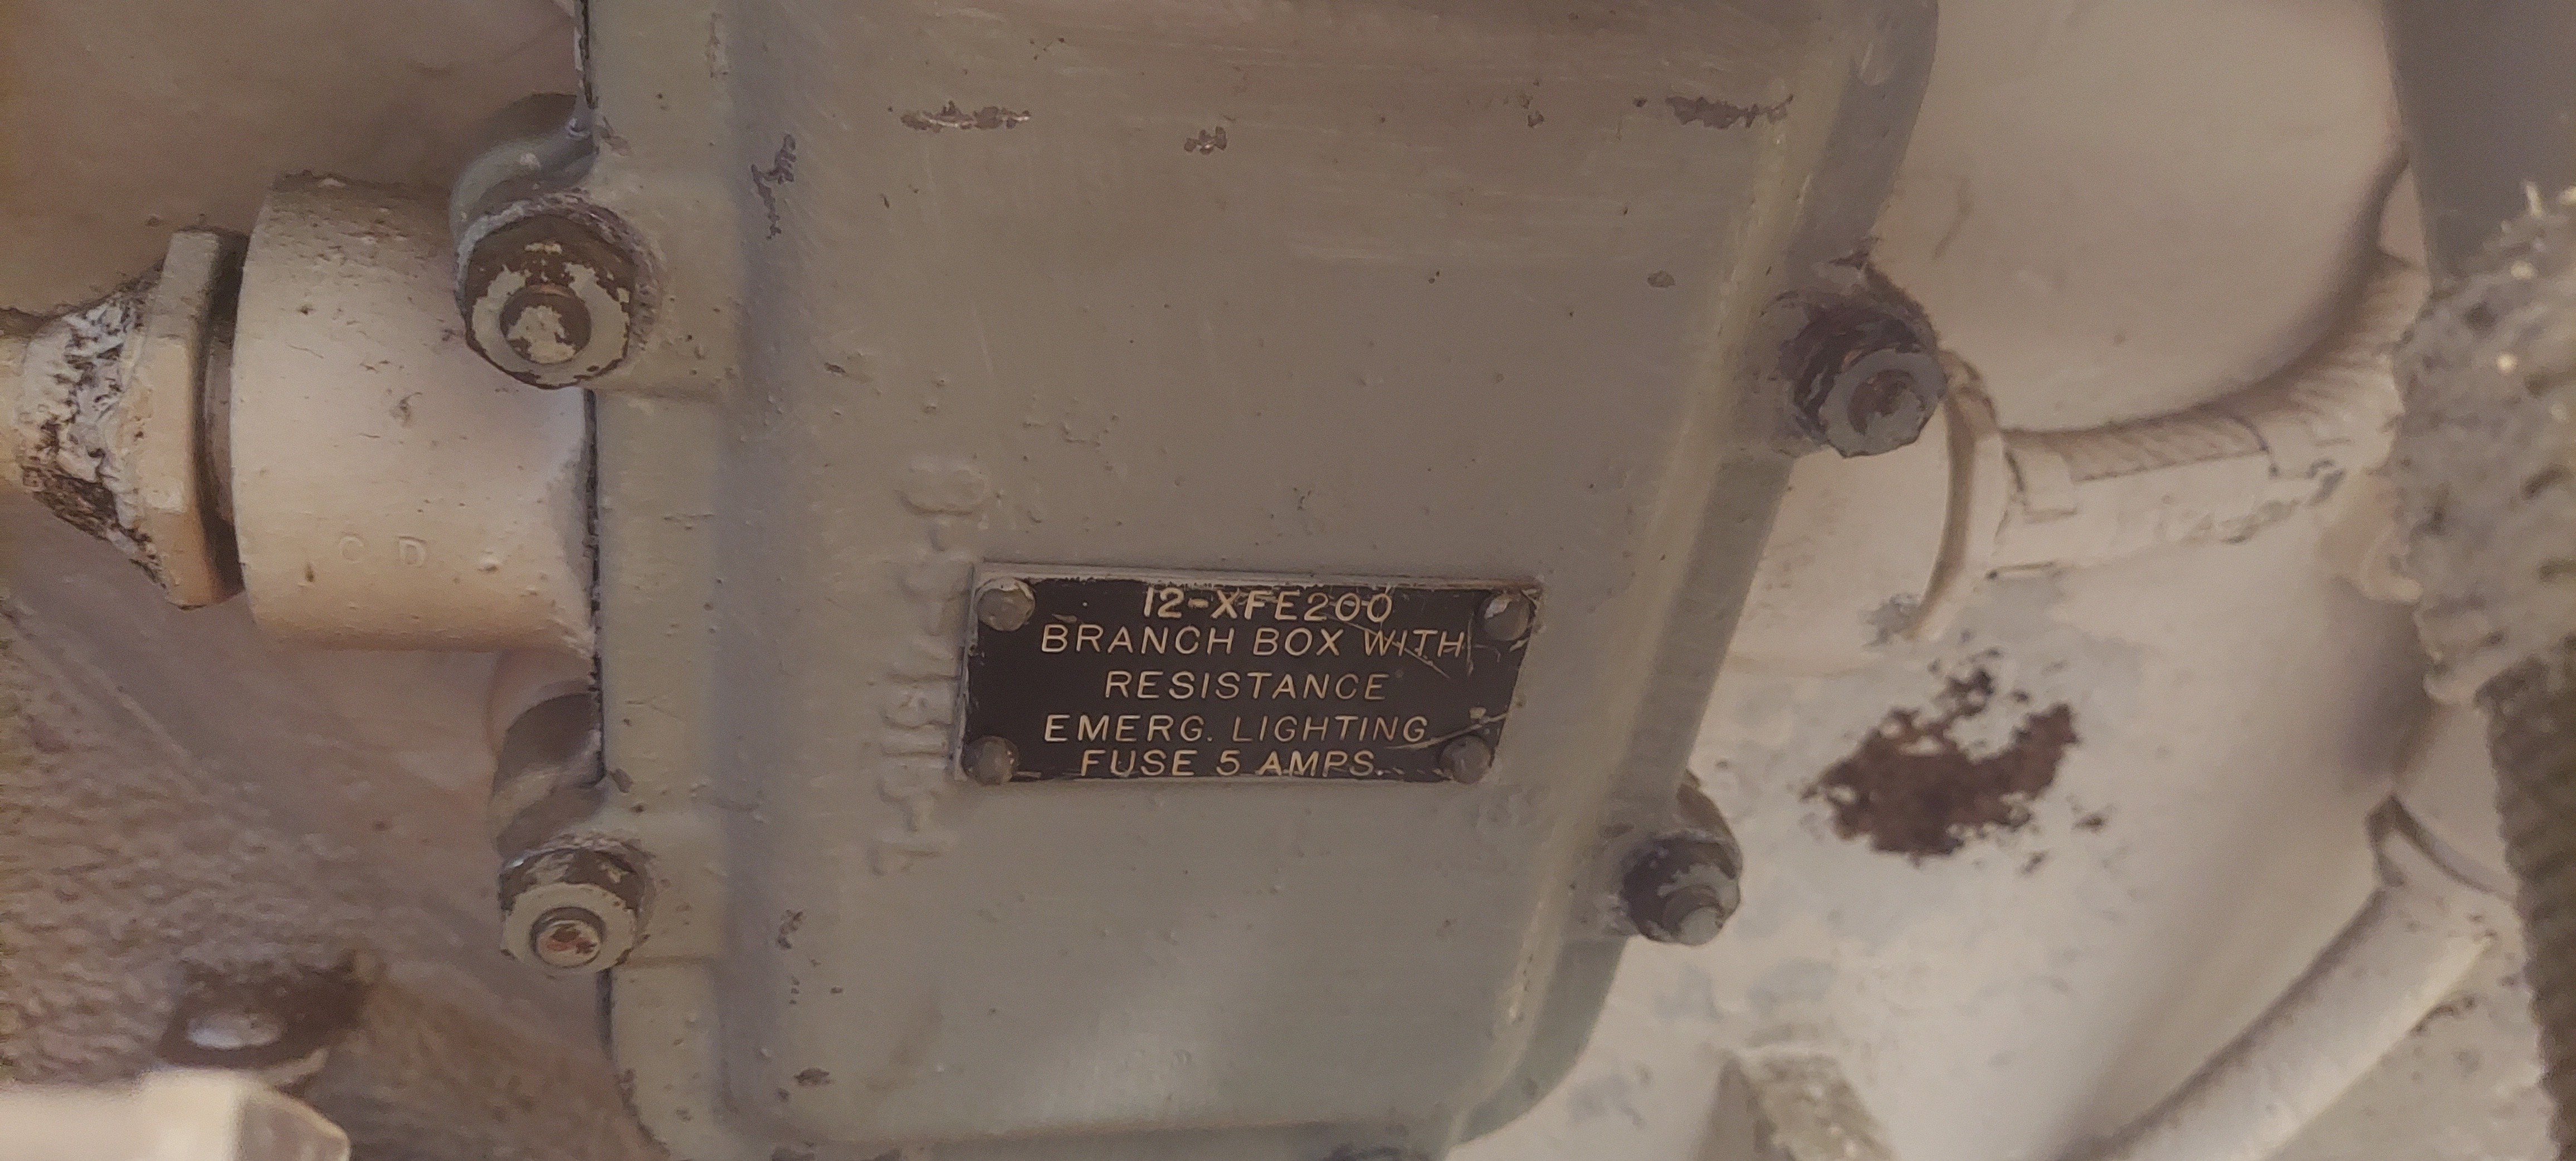 12-XFE200
BRANCH BOX WITH
RESISTANCE
EMERG. LIGHTING
FUSE 5 AMPS.
C D